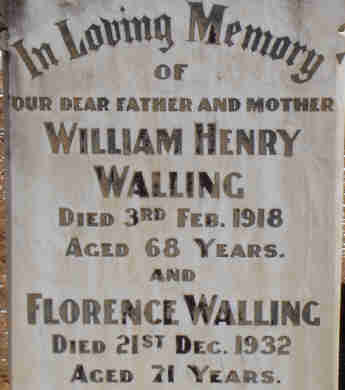 In Loving Memory
OF
OUR DEAR FATHER AND MOTHER
WILLIAM HENRY
WALLING
DIED 3RD FEB. 1918
AGED 68 YEARS.
AND
FLORENCE WALLING
DIED 21ST DEC. 1932
AGED 71 YEARS.